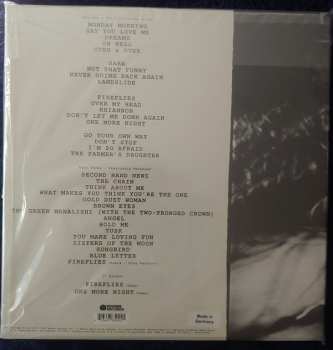 MONDAY MORNING
SAY YOU LOVE ME
DREAMS
OH WELL
OVER & OVER
SARA
NOT THAT FUNNY
NEVER GOING BACK AGAIN
LANDSLIDE
FIREFLIES
OVER MY HEAD
RHIANNON
DON'T LET ME DOWN AGAIN
ONE MORE NIGHT
GO YOUR OWN WAY
DON'T STOP
I'M SO AFRAID
THE FARMER'S DAUGHTER
SECOND HAND NEWS
THE CHAIN
THINK ABOUT ME
WHAT MAKES YOU THINK YOU'RE THE ONE
GOLD DUST WOMAN
BROWN EYES
THE GREEN MANALISHI (WITH THE TWO-PRONGED CROWN)
ANGEL
HOLD ME
TUSK
YOU MAKE LOVING FUN
SISTERS OF THE MOON
SONGBIRD
BLUE LETTER
FIREFLIES
FIREFLIES
ONE MORE NIGHT
Made in
Germany